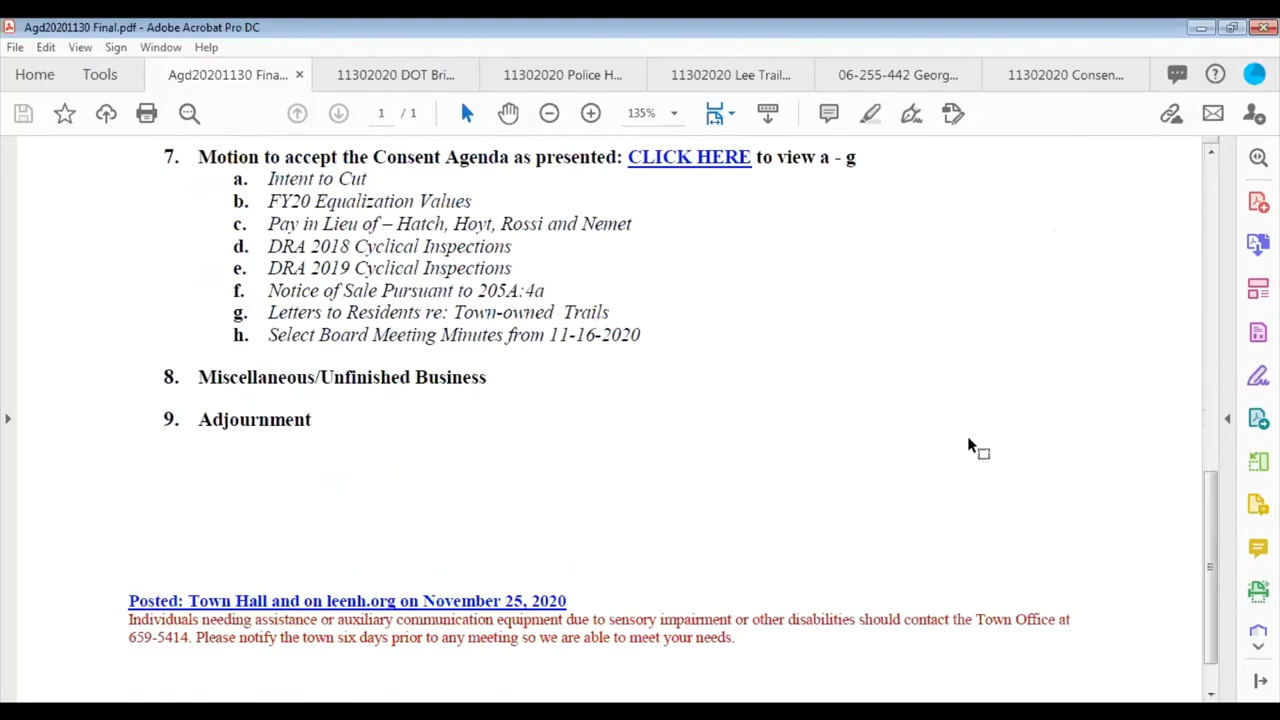 Agd20201130 Final.pdf - Adobe Acrobat Pro DC
File Edit View Sign Window Help
Home Tools Agd20201130 Fina... × 11302020 DOT Bri... 11302020 Police H... 11302020 Lee Trail... 06-255-442 Georg... 11302020 Consen...
1 / 1 135%
7. Motion to accept the Consent Agenda as presented: CLICK HERE to view a - g
a. Intent to Cut
b. FY20 Equalization Values
c. Pay in Lieu of – Hatch, Hoyt, Rossi and Nemet
d. DRA 2018 Cyclical Inspections
e. DRA 2019 Cyclical Inspections
f. Notice of Sale Pursuant to 205A:4a
g. Letters to Residents re: Town-owned Trails
h. Select Board Meeting Minutes from 11-16-2020
8. Miscellaneous/Unfinished Business
9. Adjournment
Posted: Town Hall and on leenh.org on November 25, 2020
Individuals needing assistance or auxiliary communication equipment due to sensory impairment or other disabilities should contact the Town Office at
659-5414. Please notify the town six days prior to any meeting so we are able to meet your needs.